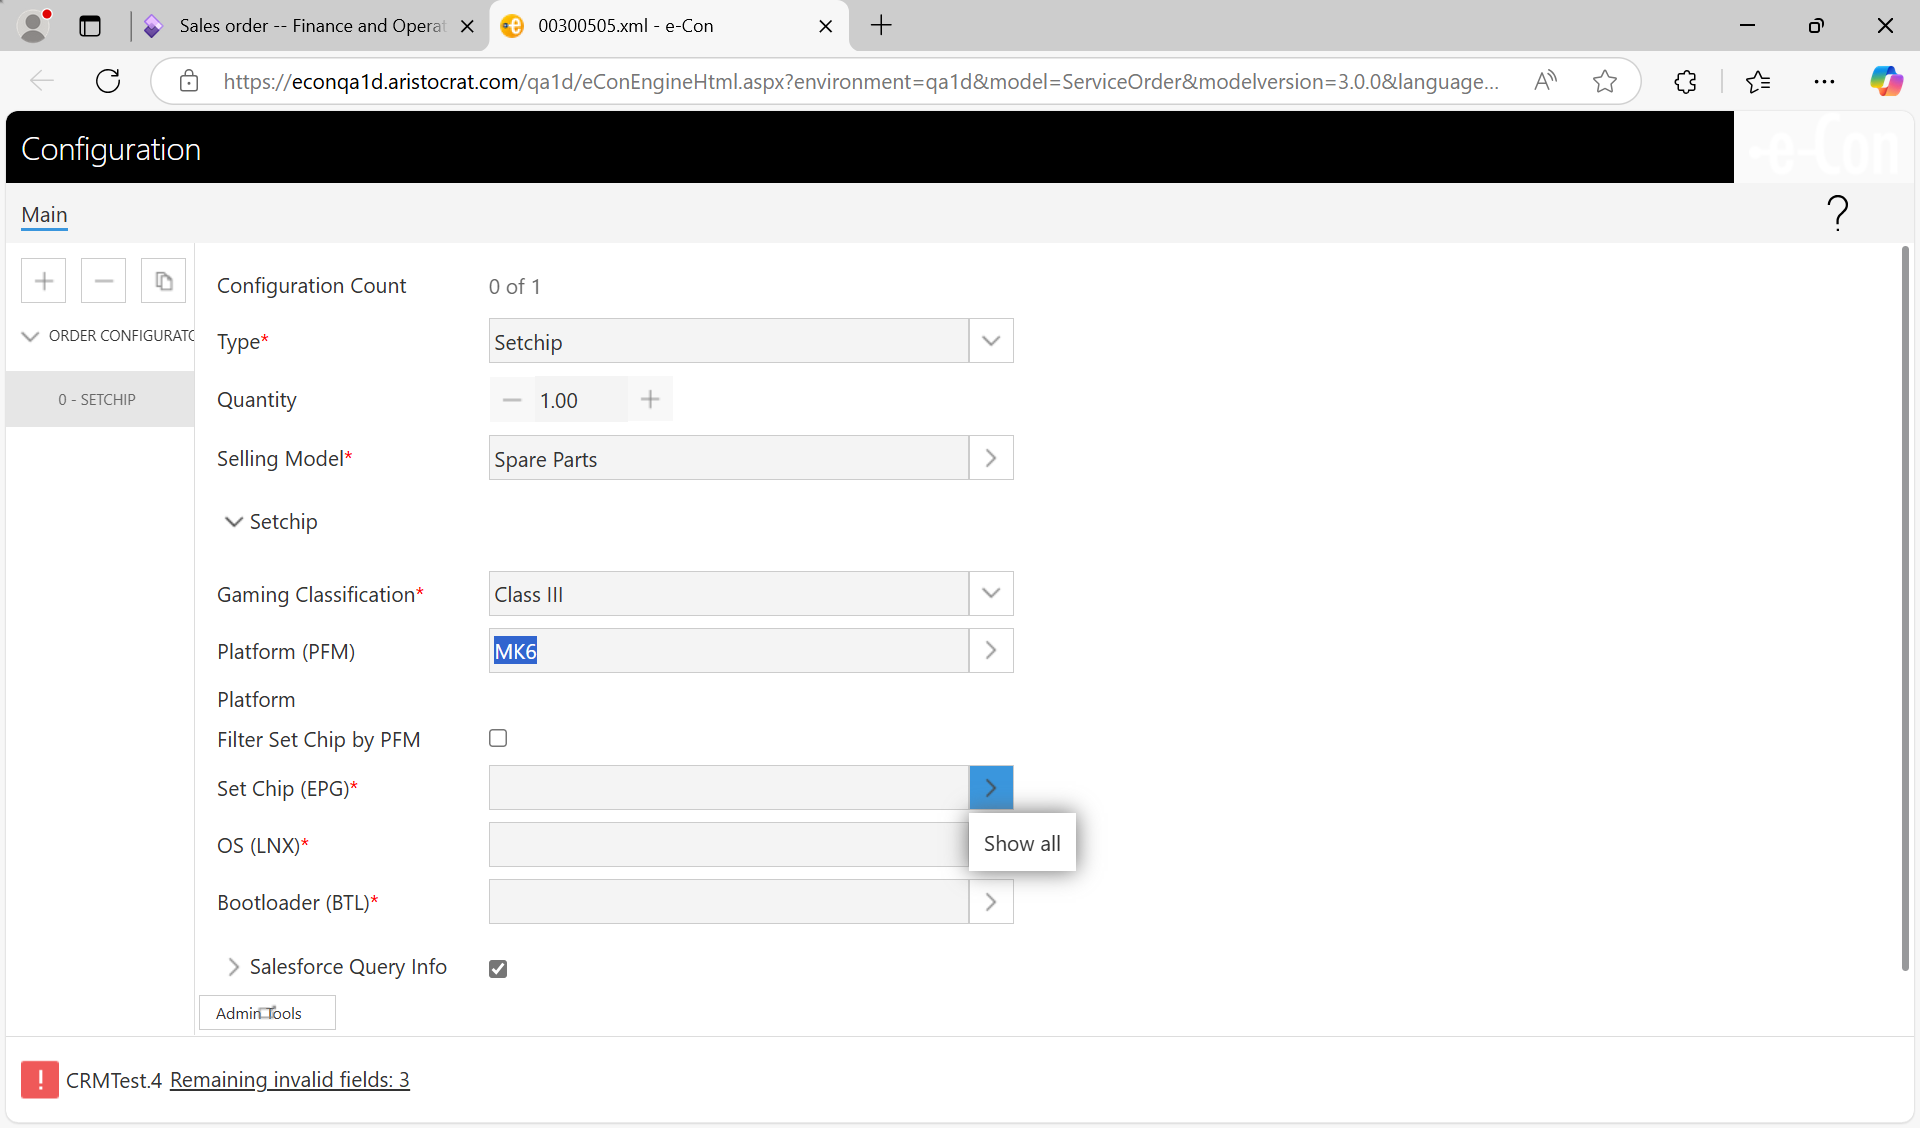 Sales order -- Finance and Operat
00300505.xml - e-Con
https://econqa1d.aristocrat.com/qa1d/eConEngineHtml.aspx?environment=qa1d&model=ServiceOrder&modelversion=3.0.0&language...
Configuration
e-Con
Main
?
ORDER CONFIGURATO
0 - SETCHIP
Configuration Count 0 of 1
Type* Setchip
Quantity 1.00
Selling Model* Spare Parts
Setchip
Gaming Classification* Class III
Platform (PFM) MK6
Platform
Filter Set Chip by PFM
Set Chip (EPG)*
Show all
OS (LNX)*
Bootloader (BTL)*
Salesforce Query Info
Admin Tools
! CRMTest.4 Remaining invalid fields: 3